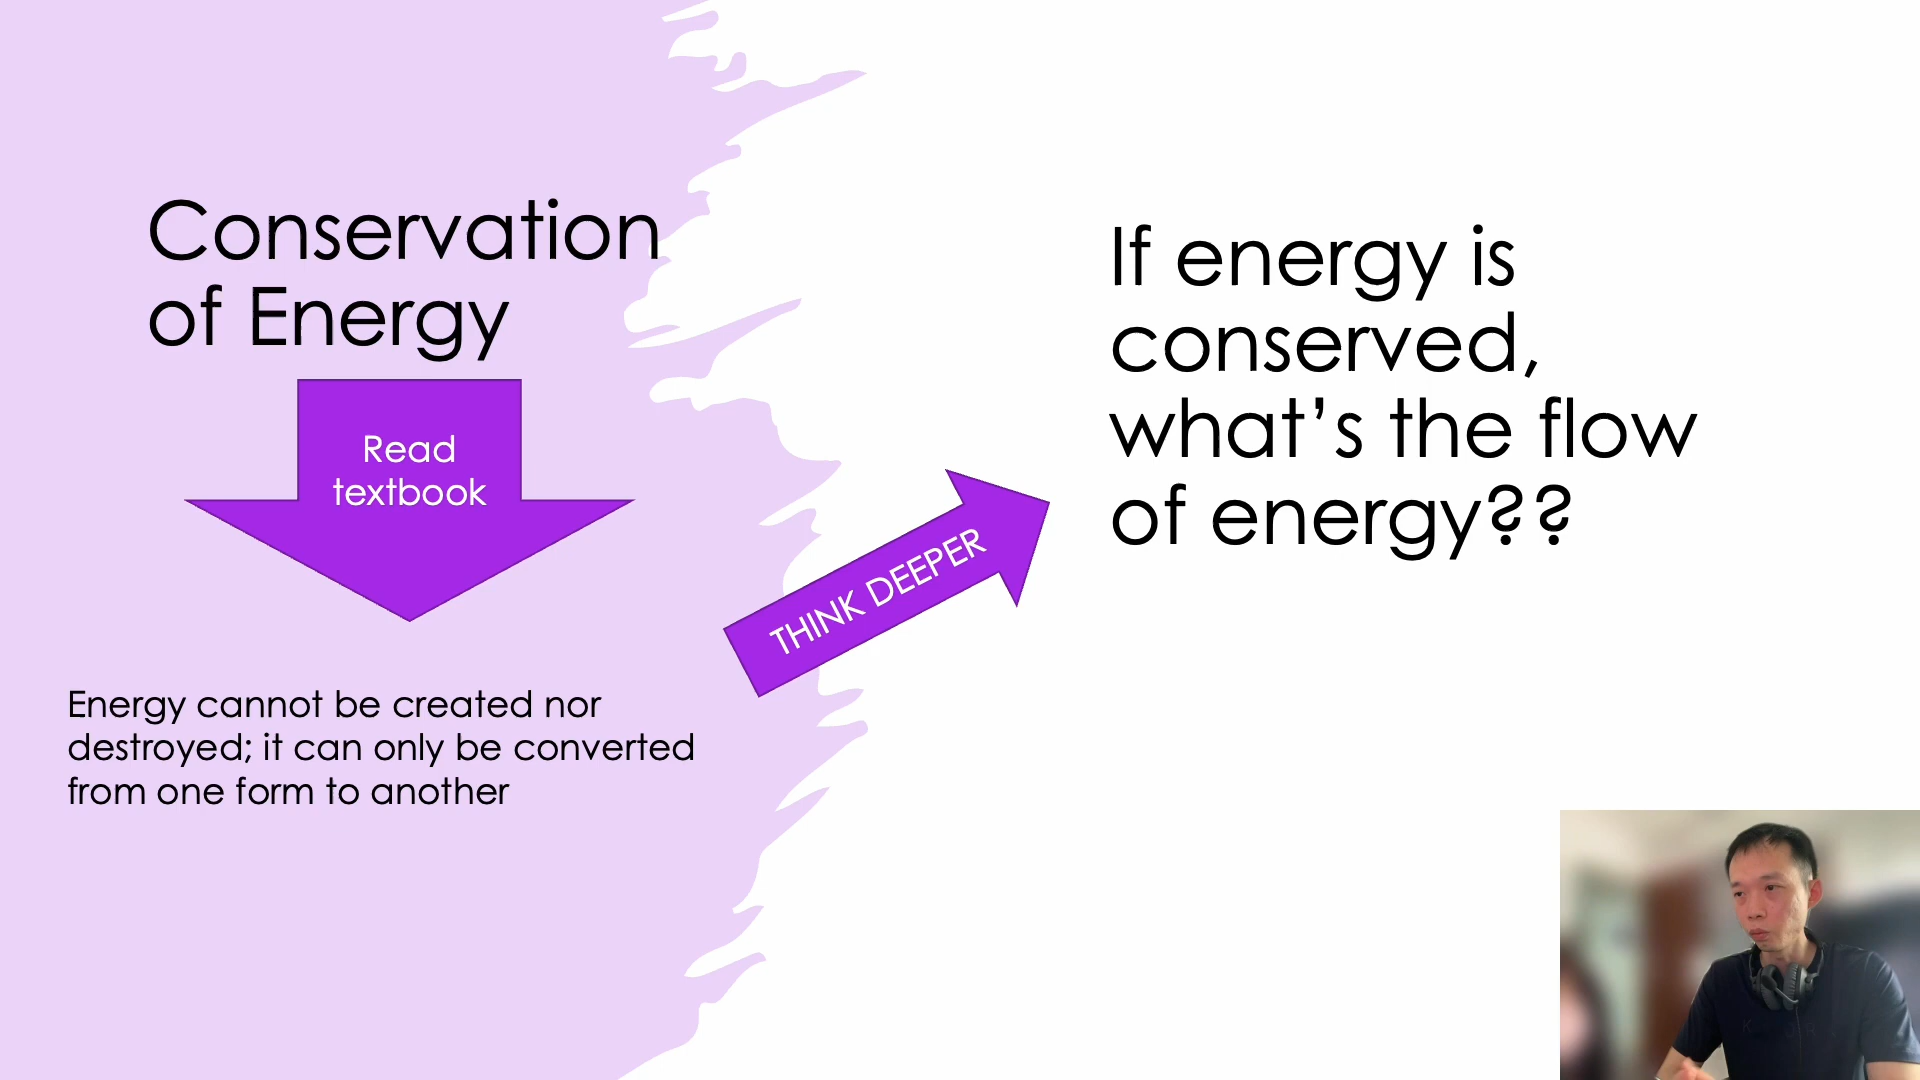 Conservation
of Energy
Read
textbook
Energy cannot be created nor
destroyed; it can only be converted
from one form to another
THINK DEEPER
If energy is
conserved,
what’s the flow
of energy??